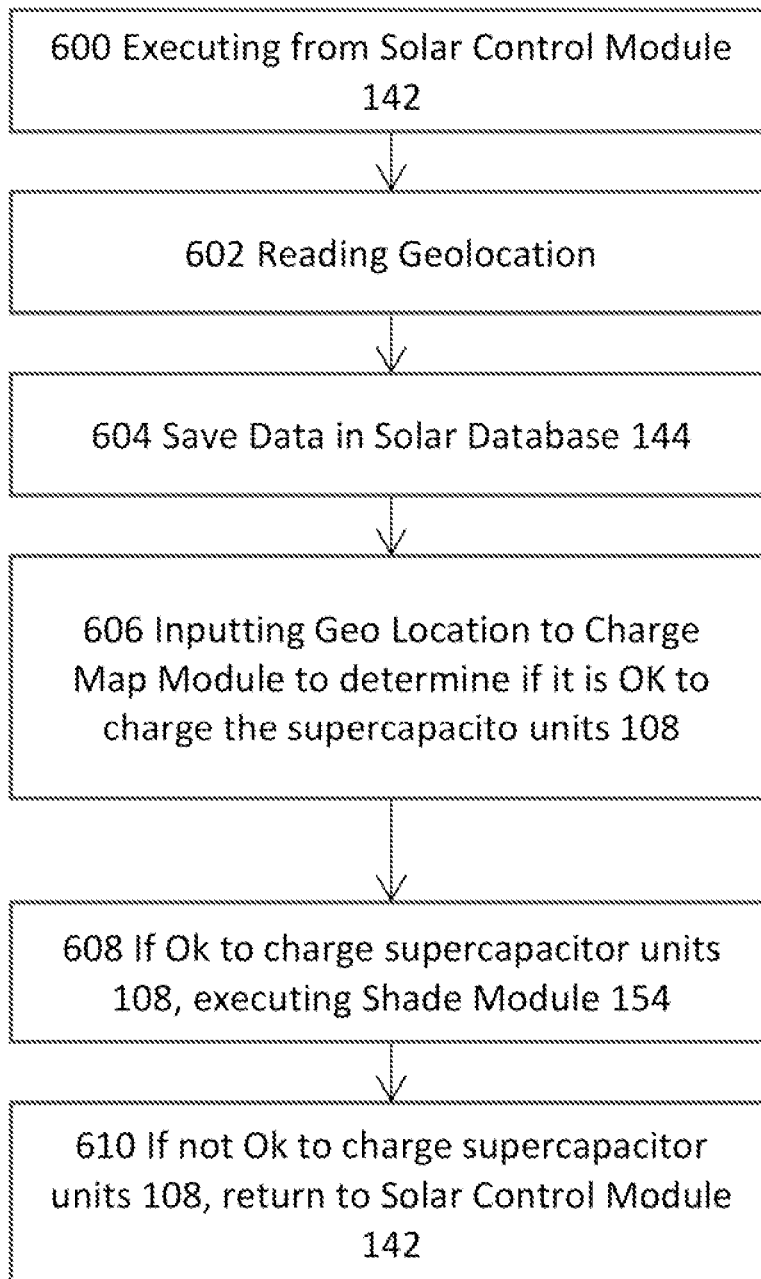 600 Executing from Solar Control Module
142
602 Reading Geolocation
604 Save Data in Solar Database 144
606 Inputting Geo Location to Charge
Map Module to determine if it is OK to
charge the supercapacito units 108
608 If Ok to charge supercapacitor units
108, executing Shade Module 154
610 If not Ok to charge supercapacitor
units 108, return to Solar Control Module
142